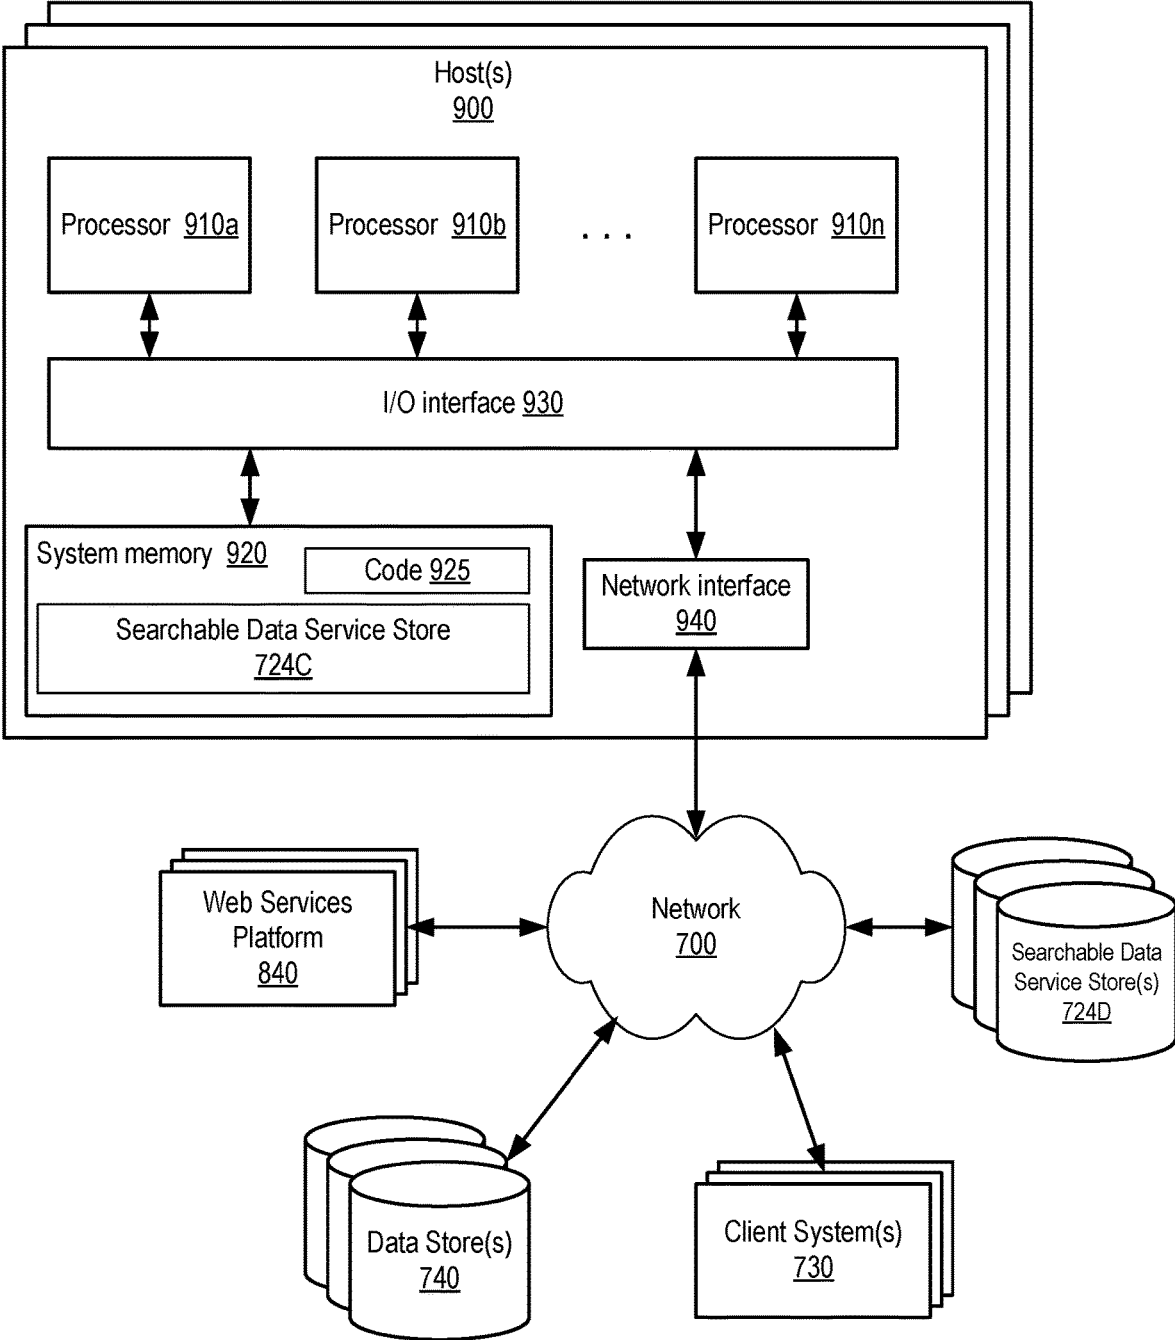 Host(s)
900
Processor 910a
Processor 910b
. . .
Processor 910n
I/O interface 930
System memory 920
Code 925
Searchable Data Service Store
724C
Network interface
940
Web Services
Platform
840
Network
700
Searchable Data
Service Store(s)
724D
Data Store(s)
740
Client System(s)
730